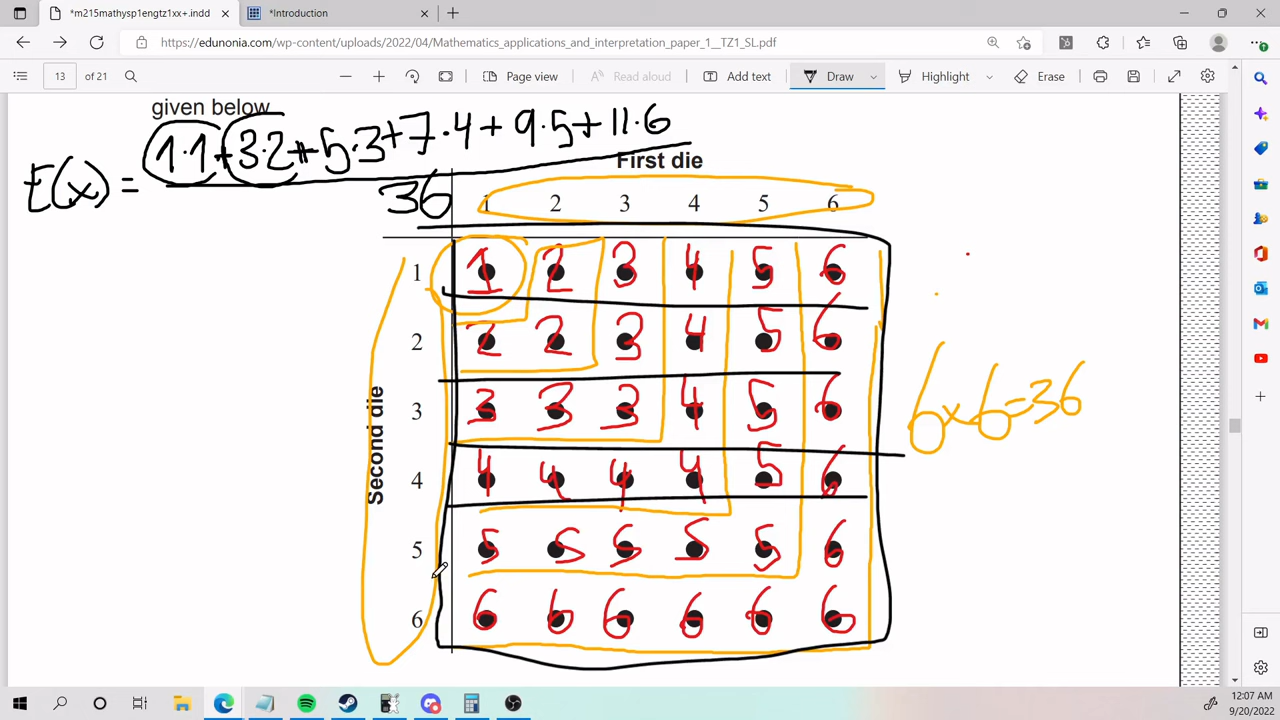 *m215mathysp1engtz1xx+.indd
*Introduction
https://edunonia.com/wp-content/uploads/2022/04/Mathematics_applications_and_interpretation_paper_1__TZ1_SL.pdf
13 of 21 Page view Read aloud Add text Draw Highlight Erase
given below
E(x) = 1·1+3·2+5·3+7·4+9·5+11·6
36
First die
1 2 3 4 5 6
1 1 2 3 4 5 6
2 2 2 3 4 5 6
3 3 3 3 4 5 6
4 4 4 4 4 5 6
5 5 5 5 5 5 6
6 6 6 6 6 6 6
Second die
6x6=36
12:07 AM
9/20/2022